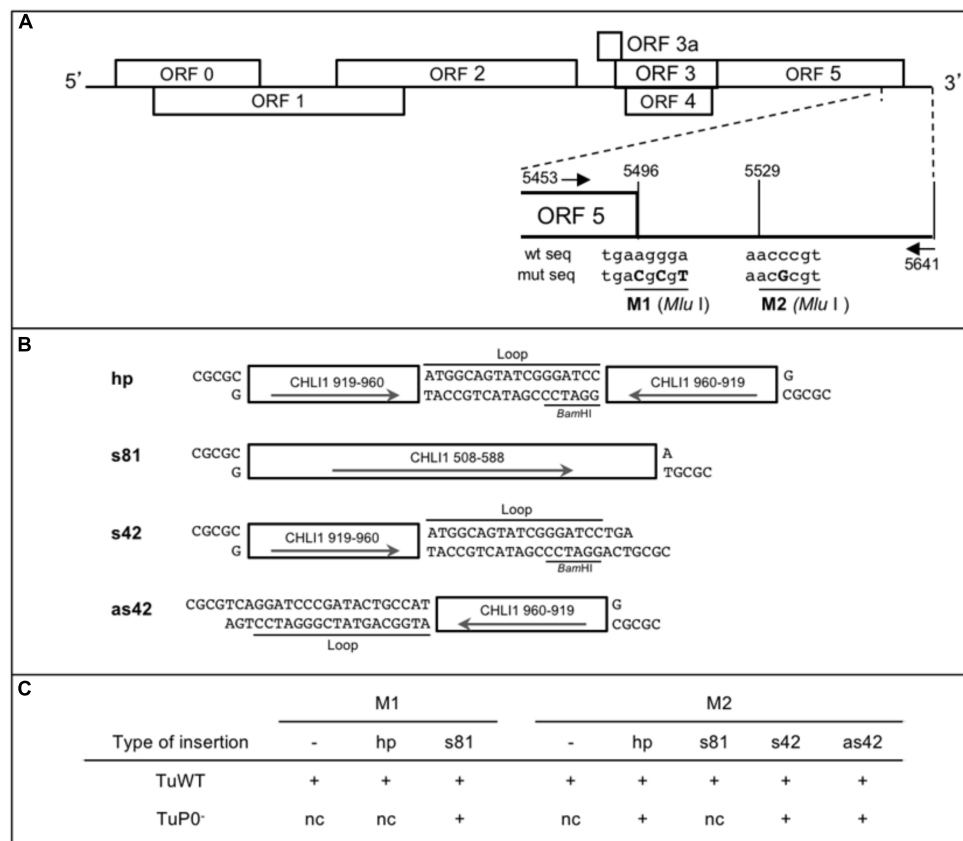 A
ORF 3a
5’ ORF 0 ORF 2 ORF 3 ORF 5 3’
ORF 1 ORF 4
5453 5496 5529
ORF 5
5641
wt seq tgaaggga aacccgt
mut seq tgaCgCgT aacGcgt
M1 (Mlu I) M2 (Mlu I )
B
Loop
hp CGCGC CHLI1 919-960 ATGGCAGTATCGGGATCC CHLI1 960-919 G
G TACCGTCATAGCCCTAGG CGCGC
BamHI
s81 CGCGC CHLI1 508-588 A
G TGCGC
Loop
s42 CGCGC CHLI1 919-960 ATGGCAGTATCGGGATCCTGA
G TACCGTCATAGCCCTAGGACTGCGC
BamHI
as42 CGCGTCAGGATCCCGATACTGCCAT CHLI1 960-919 G
AGTCCTAGGGCTATGACGGTA CGCGC
Loop
C
M1 M2
Type of insertion - hp s81 - hp s81 s42 as42
TuWT + + + + + + + +
TuP0- nc nc + nc + nc + +